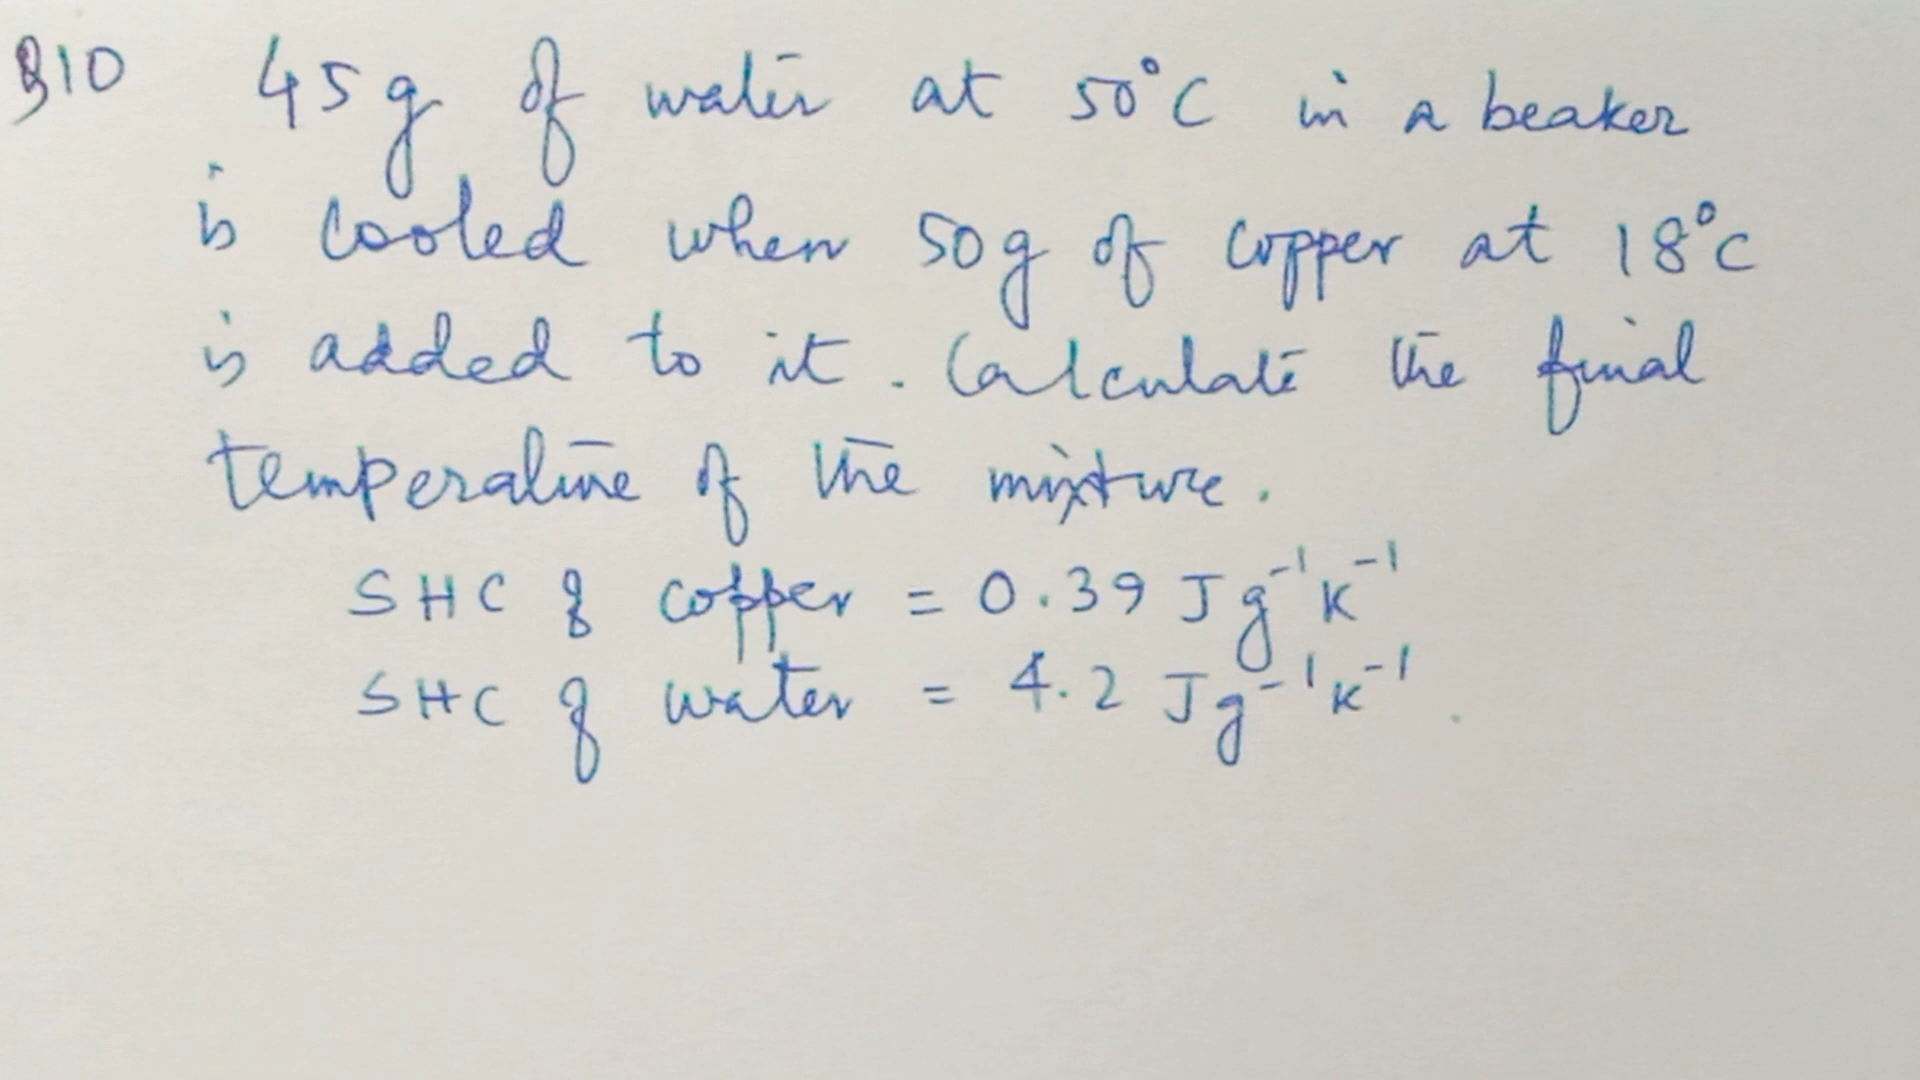 310 45g of water at 50°C in a beaker
is cooled when 50g of copper at 18°C
is added to it. Calculate the final
temperature of the mixture.
SHC of copper = 0.39 Jg⁻¹K⁻¹
SHC of water = 4.2 Jg⁻¹K⁻¹.